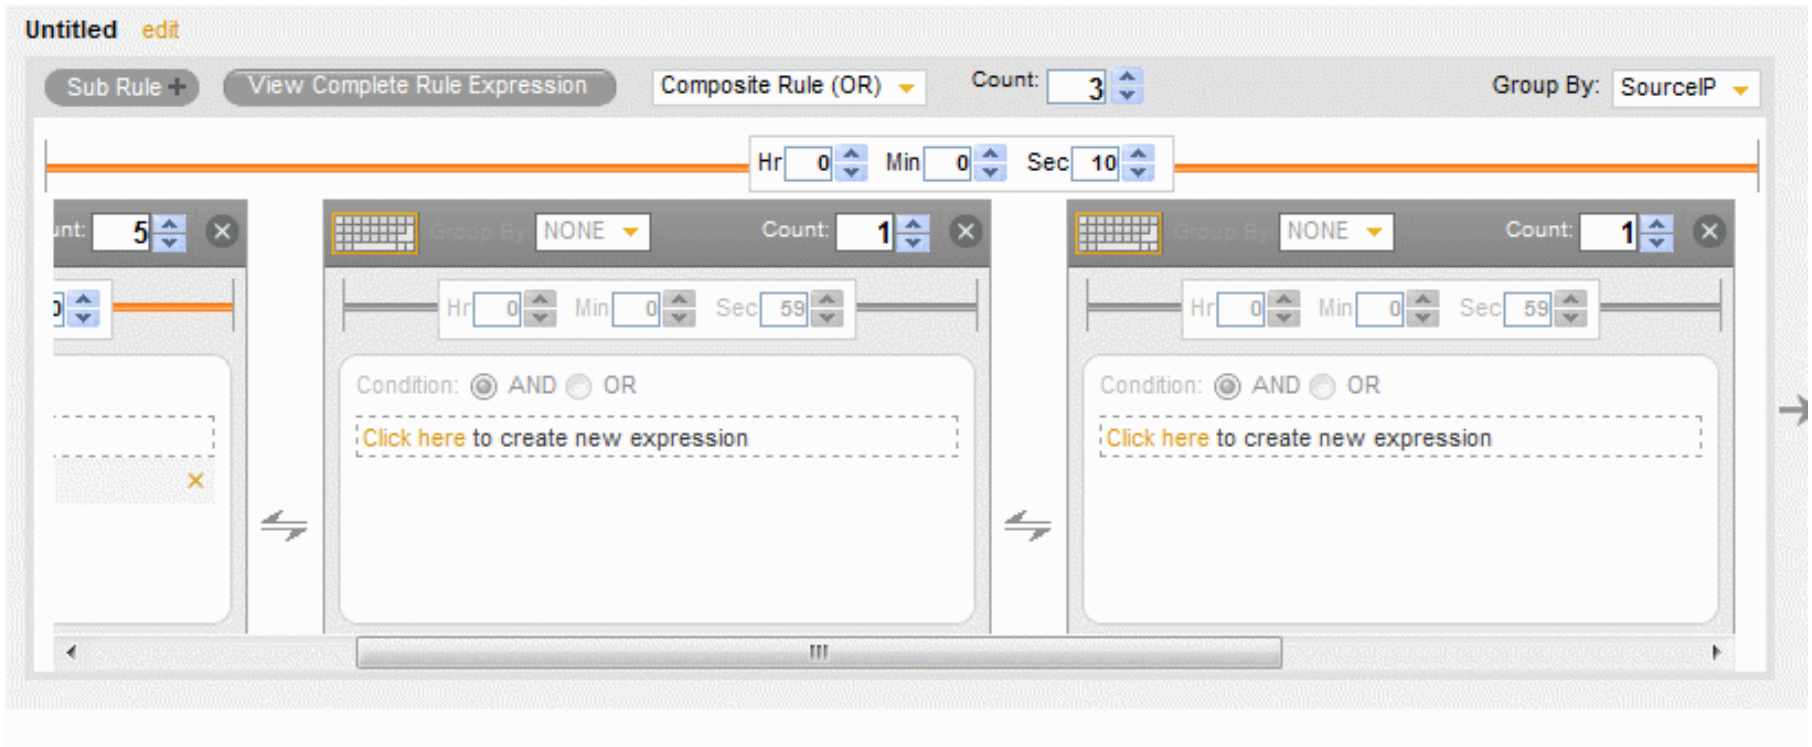 Untitled edit
Sub Rule + View Complete Rule Expression Composite Rule (OR) Count: 3 Group By: SourceIP
Hr 0 Min 0 Sec 10
unt: 5 Group By: NONE Count: 1 Group By: NONE Count: 1
0 Hr 0 Min 0 Sec 59 Hr 0 Min 0 Sec 59
Condition: AND OR Condition: AND OR
Click here to create new expression Click here to create new expression